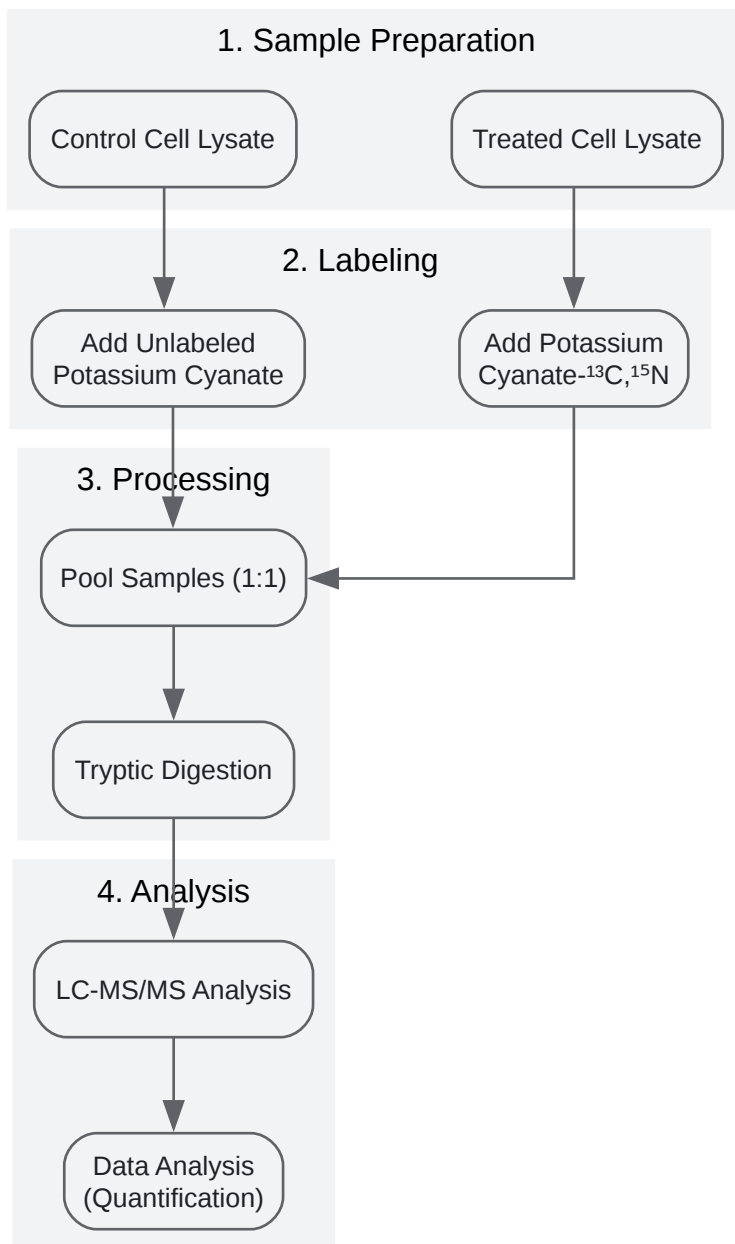 1. Sample Preparation
Control Cell Lysate
Treated Cell Lysate
2. Labeling
Add Unlabeled
Potassium Cyanate
Add Potassium
Cyanate-¹³C,¹⁵N
3. Processing
Pool Samples (1:1)
Tryptic Digestion
4. Analysis
LC-MS/MS Analysis
Data Analysis
(Quantification)